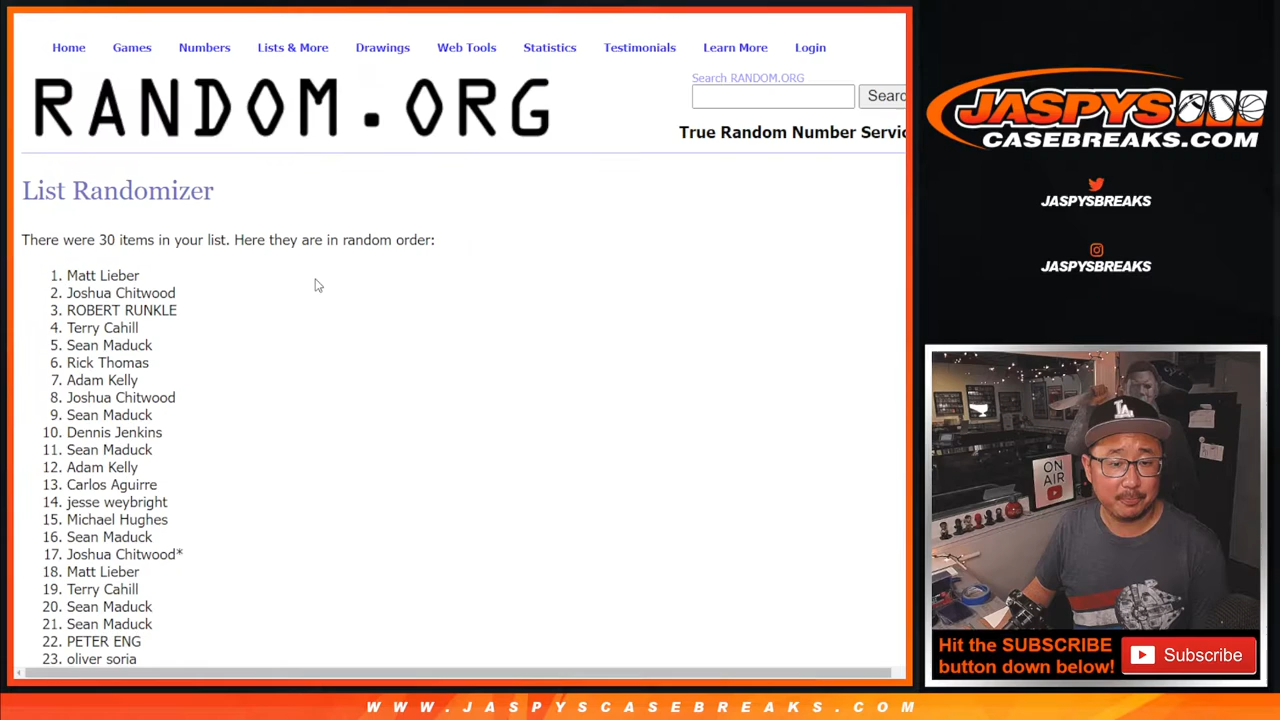 Home Games Numbers Lists & More Drawings Web Tools Statistics Testimonials Learn More Login
RANDOM.ORG
Search RANDOM.ORG
Searc
True Random Number Servic
List Randomizer
There were 30 items in your list. Here they are in random order:
1. Matt Lieber
2. Joshua Chitwood
3. ROBERT RUNKLE
4. Terry Cahill
5. Sean Maduck
6. Rick Thomas
7. Adam Kelly
8. Joshua Chitwood
9. Sean Maduck
10. Dennis Jenkins
11. Sean Maduck
12. Adam Kelly
13. Carlos Aguirre
14. jesse weybright
15. Michael Hughes
16. Sean Maduck
17. Joshua Chitwood*
18. Matt Lieber
19. Terry Cahill
20. Sean Maduck
21. Sean Maduck
22. PETER ENG
23. oliver soria
JASPYS
CASEBREAKS.COM
JASPYSBREAKS
JASPYSBREAKS
LA
ON
AIR
Hit the SUBSCRIBE
button down below!
Subscribe
WWW.JASPYSCASEBREAKS.COM